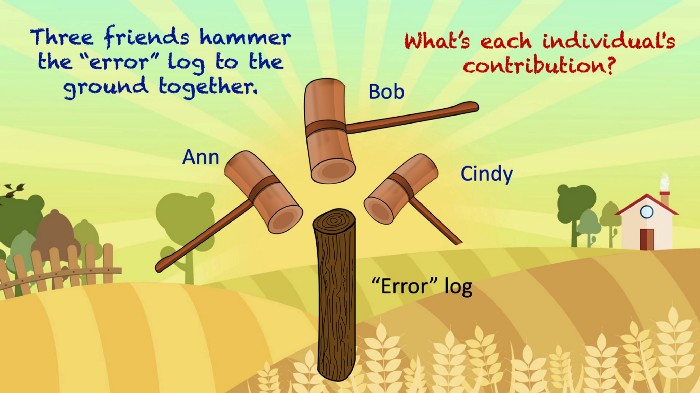 Three friends hammer
the “error” log to the
ground together.
What’s each individual’s
contribution?
Bob
Ann
Cindy
“Error” log